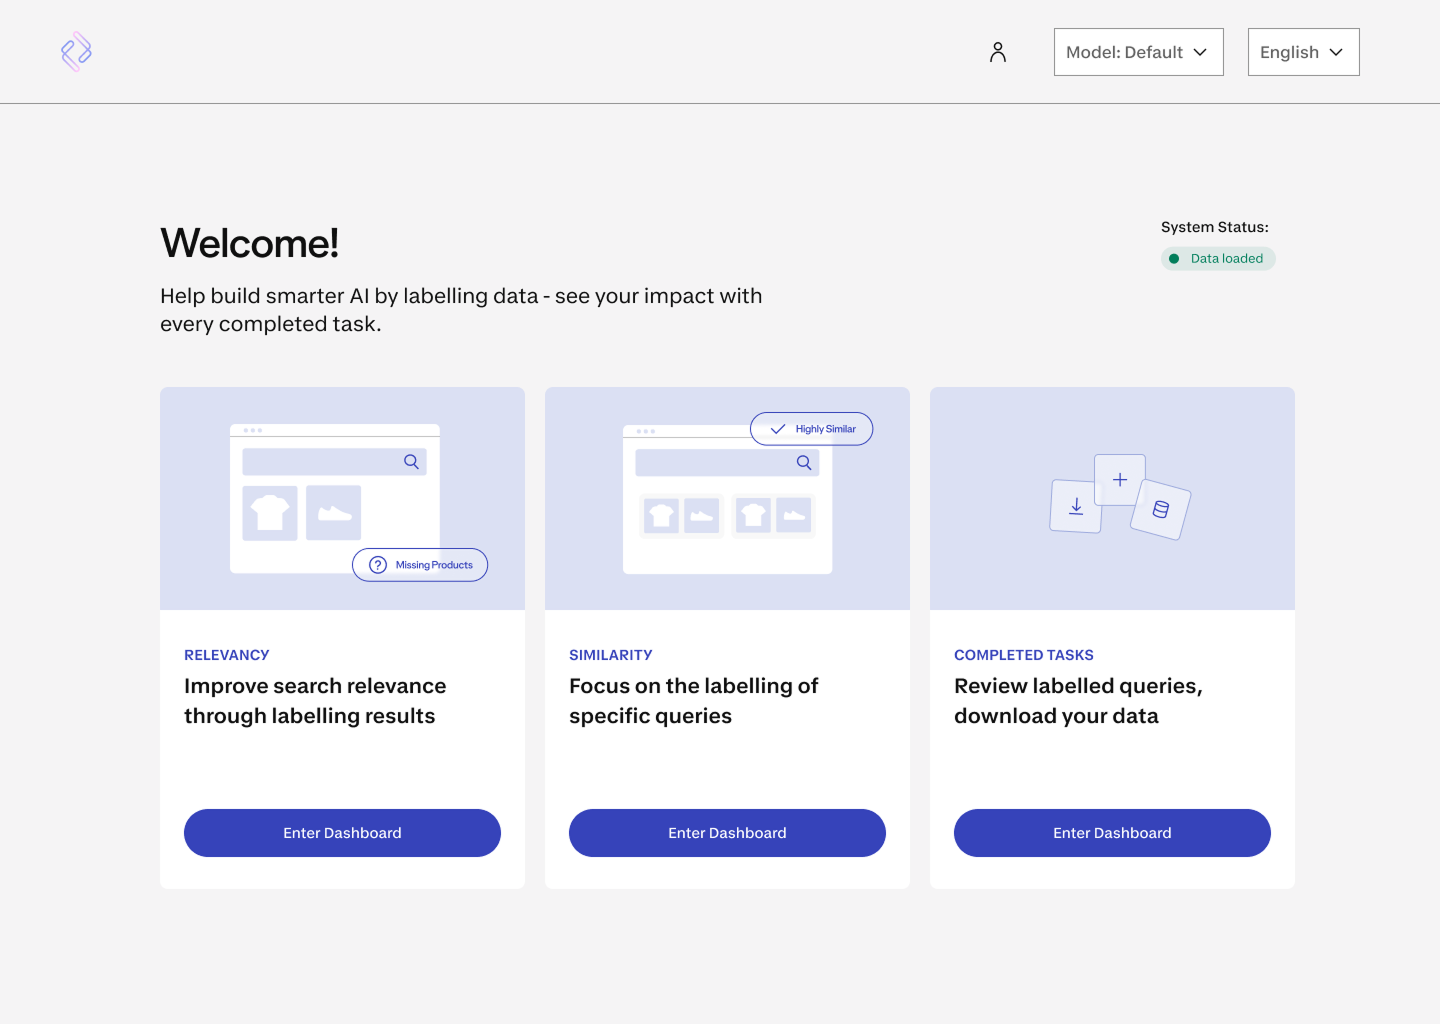 Model: Default
English
Welcome!
System Status:
Data loaded
Help build smarter AI by labelling data - see your impact with
every completed task.
Missing Products
Highly Similar
RELEVANCY
Improve search relevance
through labelling results
Enter Dashboard
SIMILARITY
Focus on the labelling of
specific queries
Enter Dashboard
COMPLETED TASKS
Review labelled queries,
download your data
Enter Dashboard